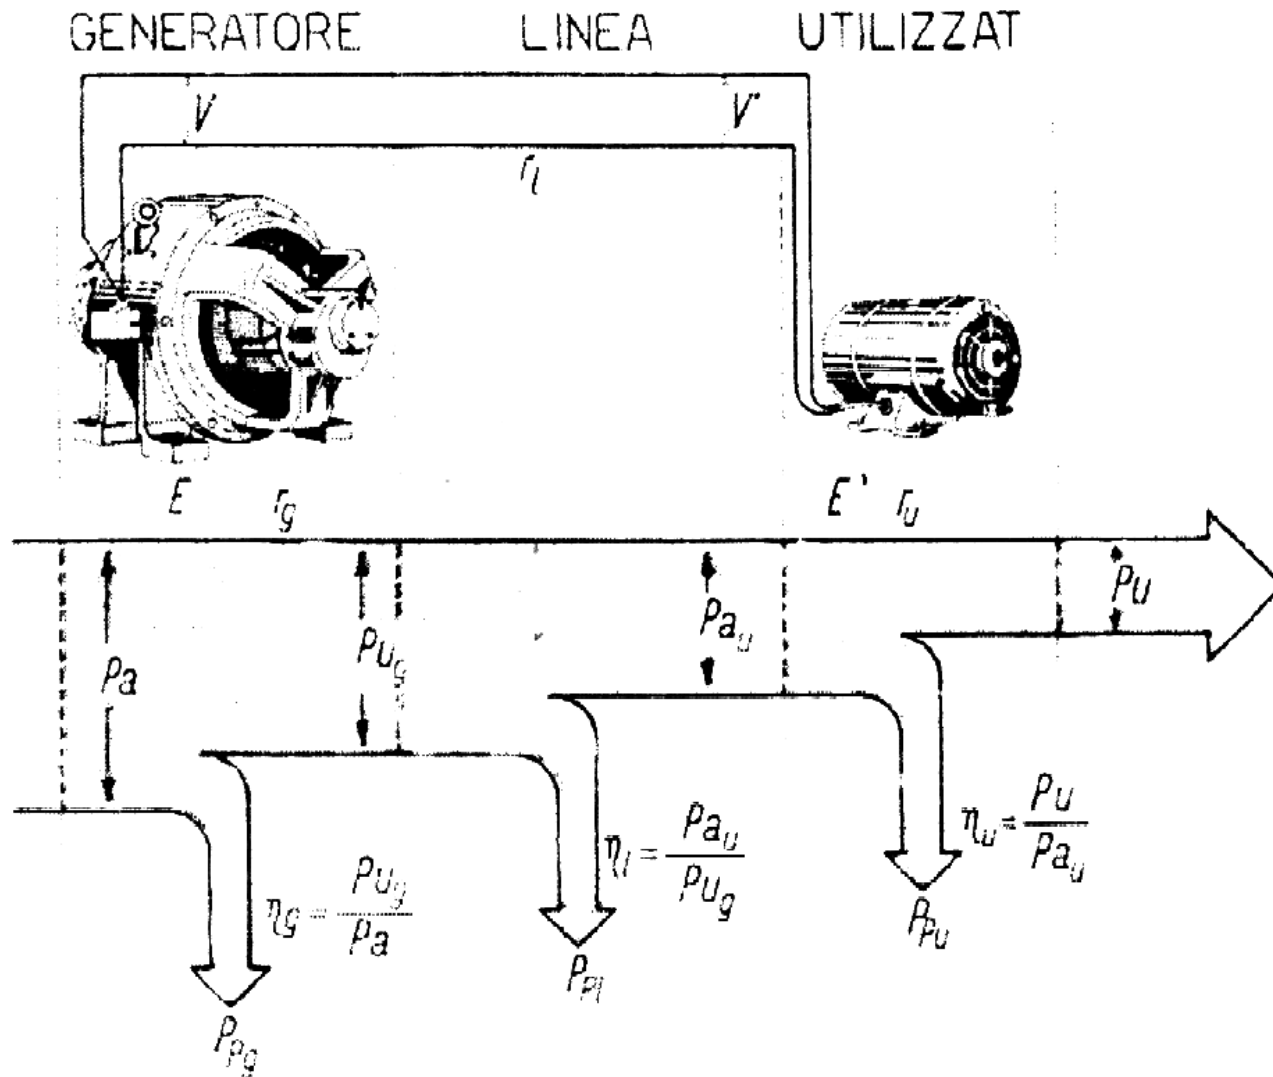 GENERATORE LINEA UTILIZZAT
V V'
r_l
E r_g E' r_u
Pa Pu_g Pa_u Pu
η_g = Pu_g / Pa
η_l = Pa_u / Pu_g
η_u = Pu / Pa_u
P_pg P_pl P_pu